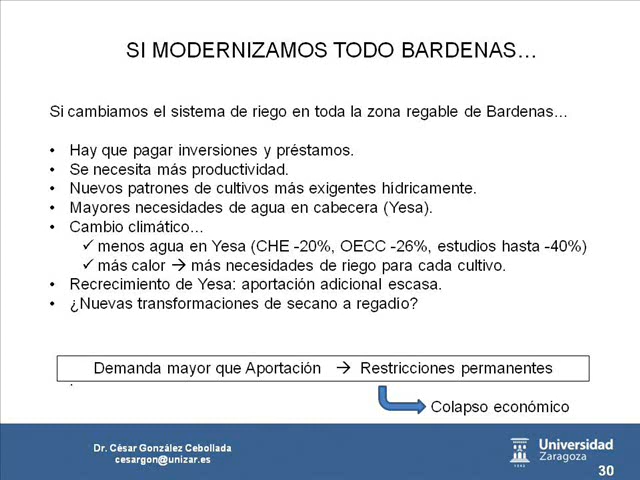 SI MODERNIZAMOS TODO BARDENAS…
Si cambiamos el sistema de riego en toda la zona regable de Bardenas…
• Hay que pagar inversiones y préstamos.
• Se necesita más productividad.
• Nuevos patrones de cultivos más exigentes hídricamente.
• Mayores necesidades de agua en cabecera (Yesa).
• Cambio climático…
✓ menos agua en Yesa (CHE -20%, OECC -26%, estudios hasta -40%)
✓ más calor → más necesidades de riego para cada cultivo.
• Recrecimiento de Yesa: aportación adicional escasa.
• ¿Nuevas transformaciones de secano a regadío?
Demanda mayor que Aportación → Restricciones permanentes
.
Colapso económico
Dr. César González Cebollada
cesargon@unizar.es
Universidad
Zaragoza
1542
30